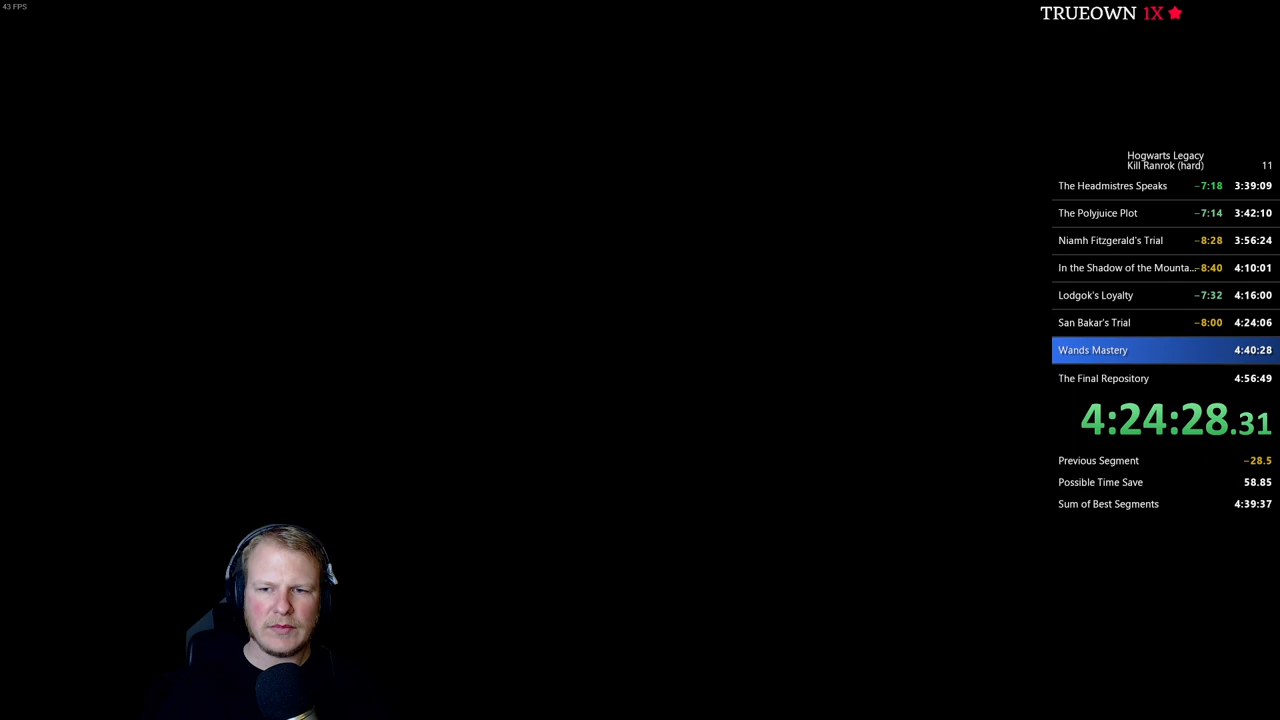 43 FPS
TRUEOWN 1X
Hogwarts Legacy
Kill Ranrok (hard) 11
The Headmistres Speaks -7:18 3:39:09
The Polyjuice Plot -7:14 3:42:10
Niamh Fitzgerald's Trial -8:28 3:56:24
In the Shadow of the Mounta... -8:40 4:10:01
Lodgok's Loyalty -7:32 4:16:00
San Bakar's Trial -8:00 4:24:06
Wands Mastery 4:40:28
The Final Repository 4:56:49
4:24:28.31
Previous Segment -28.5
Possible Time Save 58.85
Sum of Best Segments 4:39:37